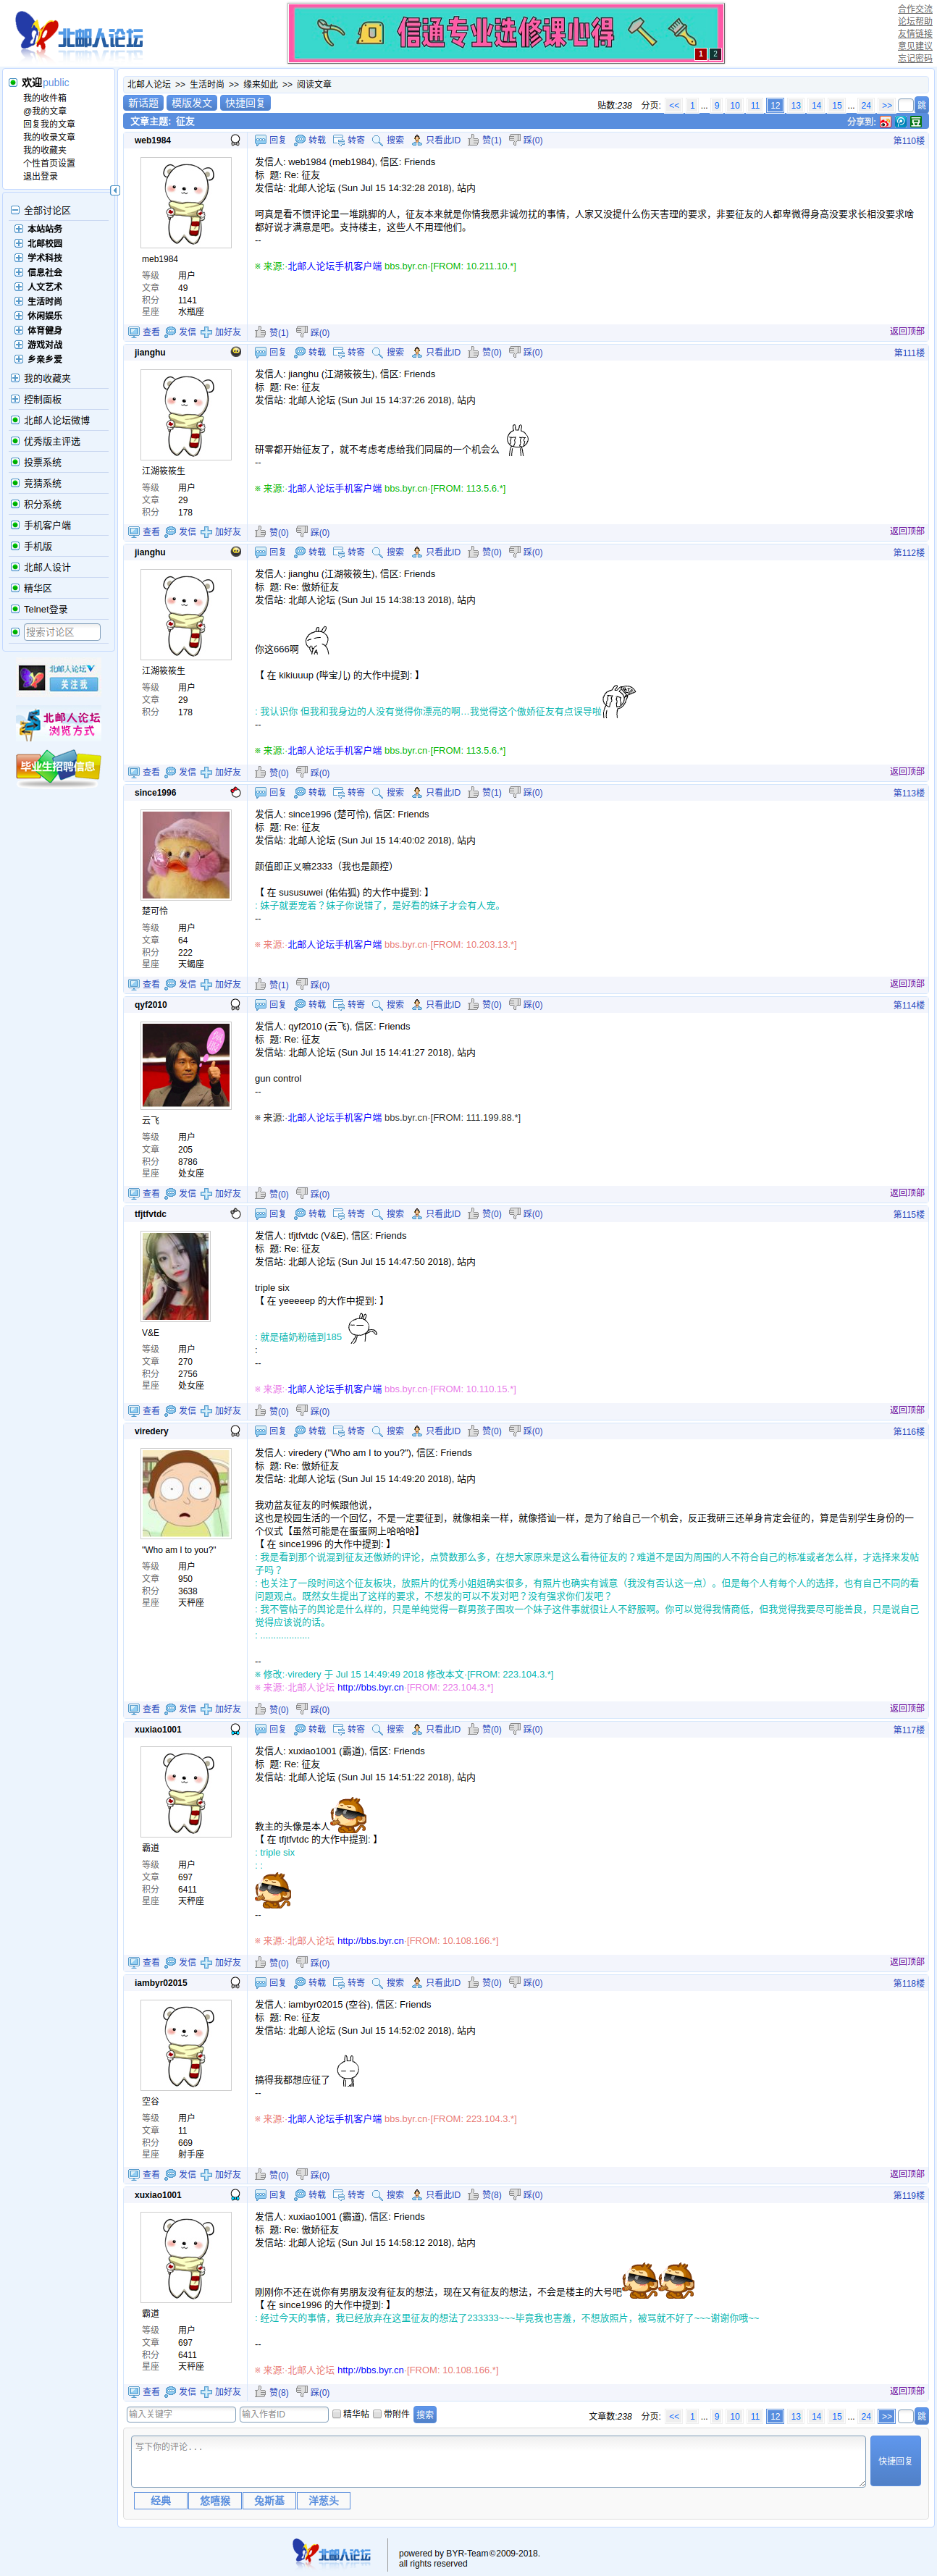 北邮人论坛
信通专业选修课心得
1 2
合作交流
论坛帮助
友情链接
意见建议
忘记密码
欢迎public
我的收件箱
@我的文章
回复我的文章
我的收录文章
我的收藏夹
个性首页设置
退出登录
全部讨论区
本站站务
北邮校园
学术科技
信息社会
人文艺术
生活时尚
休闲娱乐
体育健身
游戏对战
乡亲乡爱
我的收藏夹
控制面板
北邮人论坛微博
优秀版主评选
投票系统
竞猜系统
积分系统
手机客户端
手机版
北邮人设计
精华区
Telnet登录
搜索讨论区
北邮人论坛
关注我
北邮人论坛
浏览方式
毕业生招聘信息
北邮人论坛 >> 生活时尚 >> 缘来如此 >> 阅读文章
新话题 模版发文 快捷回复
贴数:238 分页: << 1 ... 9 10 11 12 13 14 15 ... 24 >> 跳
文章主题: 征友
分享到:
web1984
回复 转载 转寄 搜索 只看此ID 赞(1) 踩(0)
第110楼
meb1984
等级 用户
文章 49
积分 1141
星座 水瓶座
发信人: web1984 (meb1984), 信区: Friends
标 题: Re: 征友
发信站: 北邮人论坛 (Sun Jul 15 14:32:28 2018), 站内
呵真是看不惯评论里一堆跳脚的人，征友本来就是你情我愿非诚勿扰的事情，人家又没提什么伤天害理的要求，非要征友的人都卑微得身高没要求长相没要求啥都好说才满意是吧。支持楼主，这些人不用理他们。
--
※ 来源:·北邮人论坛手机客户端 bbs.byr.cn·[FROM: 10.211.10.*]
查看 发信 加好友
赞(1) 踩(0)
返回顶部
jianghu
回复 转载 转寄 搜索 只看此ID 赞(0) 踩(0)
第111楼
江湖筱筱生
等级 用户
文章 29
积分 178
发信人: jianghu (江湖筱筱生), 信区: Friends
标 题: Re: 征友
发信站: 北邮人论坛 (Sun Jul 15 14:37:26 2018), 站内
研零都开始征友了，就不考虑考虑给我们同届的一个机会么
--
※ 来源:·北邮人论坛手机客户端 bbs.byr.cn·[FROM: 113.5.6.*]
查看 发信 加好友
赞(0) 踩(0)
返回顶部
jianghu
回复 转载 转寄 搜索 只看此ID 赞(0) 踩(0)
第112楼
江湖筱筱生
等级 用户
文章 29
积分 178
发信人: jianghu (江湖筱筱生), 信区: Friends
标 题: Re: 傲娇征友
发信站: 北邮人论坛 (Sun Jul 15 14:38:13 2018), 站内
你这666啊
【 在 kikiuuup (哔宝儿) 的大作中提到: 】
: 我认识你 但我和我身边的人没有觉得你漂亮的啊…我觉得这个傲娇征友有点误导啦
--
※ 来源:·北邮人论坛手机客户端 bbs.byr.cn·[FROM: 113.5.6.*]
查看 发信 加好友
赞(0) 踩(0)
返回顶部
since1996
回复 转载 转寄 搜索 只看此ID 赞(1) 踩(0)
第113楼
楚可怜
等级 用户
文章 64
积分 222
星座 天蝎座
发信人: since1996 (楚可怜), 信区: Friends
标 题: Re: 征友
发信站: 北邮人论坛 (Sun Jul 15 14:40:02 2018), 站内
颜值即正义嘛2333（我也是颜控）
【 在 sususuwei (佑佑狐) 的大作中提到: 】
: 妹子就要宠着？妹子你说错了，是好看的妹子才会有人宠。
--
※ 来源:·北邮人论坛手机客户端 bbs.byr.cn·[FROM: 10.203.13.*]
查看 发信 加好友
赞(1) 踩(0)
返回顶部
qyf2010
回复 转载 转寄 搜索 只看此ID 赞(0) 踩(0)
第114楼
云飞
等级 用户
文章 205
积分 8786
星座 处女座
发信人: qyf2010 (云飞), 信区: Friends
标 题: Re: 征友
发信站: 北邮人论坛 (Sun Jul 15 14:41:27 2018), 站内
gun control
--
※ 来源:·北邮人论坛手机客户端 bbs.byr.cn·[FROM: 111.199.88.*]
查看 发信 加好友
赞(0) 踩(0)
返回顶部
tfjtfvtdc
回复 转载 转寄 搜索 只看此ID 赞(0) 踩(0)
第115楼
V&E
等级 用户
文章 270
积分 2756
星座 处女座
发信人: tfjtfvtdc (V&E), 信区: Friends
标 题: Re: 征友
发信站: 北邮人论坛 (Sun Jul 15 14:47:50 2018), 站内
triple six
【 在 yeeeeep 的大作中提到: 】
: 就是磕奶粉磕到185
:
--
※ 来源:·北邮人论坛手机客户端 bbs.byr.cn·[FROM: 10.110.15.*]
查看 发信 加好友
赞(0) 踩(0)
返回顶部
viredery
回复 转载 转寄 搜索 只看此ID 赞(0) 踩(0)
第116楼
"Who am I to you?"
等级 用户
文章 950
积分 3638
星座 天秤座
发信人: viredery ("Who am I to you?"), 信区: Friends
标 题: Re: 傲娇征友
发信站: 北邮人论坛 (Sun Jul 15 14:49:20 2018), 站内
我劝盆友征友的时候跟他说，
这也是校园生活的一个回忆，不是一定要征到，就像相亲一样，就像搭讪一样，是为了给自己一个机会，反正我研三还单身肯定会征的，算是告别学生身份的一个仪式【虽然可能是在蛋蛋网上哈哈哈】
【 在 since1996 的大作中提到: 】
: 我是看到那个说混到征友还傲娇的评论，点赞数那么多，在想大家原来是这么看待征友的？难道不是因为周围的人不符合自己的标准或者怎么样，才选择来发帖子吗？
: 也关注了一段时间这个征友板块，放照片的优秀小姐姐确实很多，有照片也确实有诚意（我没有否认这一点）。但是每个人有每个人的选择，也有自己不同的看问题观点。既然女生提出了这样的要求，不想发的可以不发对吧？没有强求你们发吧？
: 我不管帖子的舆论是什么样的，只是单纯觉得一群男孩子围攻一个妹子这件事就很让人不舒服啊。你可以觉得我情商低，但我觉得我要尽可能善良，只是说自己觉得应该说的话。
: ...................
--
※ 修改:·viredery 于 Jul 15 14:49:49 2018 修改本文·[FROM: 223.104.3.*]
※ 来源:·北邮人论坛 http://bbs.byr.cn·[FROM: 223.104.3.*]
查看 发信 加好友
赞(0) 踩(0)
返回顶部
xuxiao1001
回复 转载 转寄 搜索 只看此ID 赞(0) 踩(0)
第117楼
霸道
等级 用户
文章 697
积分 6411
星座 天秤座
发信人: xuxiao1001 (霸道), 信区: Friends
标 题: Re: 征友
发信站: 北邮人论坛 (Sun Jul 15 14:51:22 2018), 站内
教主的头像是本人
【 在 tfjtfvtdc 的大作中提到: 】
: triple six
: :
--
※ 来源:·北邮人论坛 http://bbs.byr.cn·[FROM: 10.108.166.*]
查看 发信 加好友
赞(0) 踩(0)
返回顶部
iambyr02015
回复 转载 转寄 搜索 只看此ID 赞(0) 踩(0)
第118楼
空谷
等级 用户
文章 11
积分 669
星座 射手座
发信人: iambyr02015 (空谷), 信区: Friends
标 题: Re: 征友
发信站: 北邮人论坛 (Sun Jul 15 14:52:02 2018), 站内
搞得我都想应征了
--
※ 来源:·北邮人论坛手机客户端 bbs.byr.cn·[FROM: 223.104.3.*]
查看 发信 加好友
赞(0) 踩(0)
返回顶部
xuxiao1001
回复 转载 转寄 搜索 只看此ID 赞(8) 踩(0)
第119楼
霸道
等级 用户
文章 697
积分 6411
星座 天秤座
发信人: xuxiao1001 (霸道), 信区: Friends
标 题: Re: 傲娇征友
发信站: 北邮人论坛 (Sun Jul 15 14:58:12 2018), 站内
刚刚你不还在说你有男朋友没有征友的想法，现在又有征友的想法，不会是楼主的大号吧
【 在 since1996 的大作中提到: 】
: 经过今天的事情，我已经放弃在这里征友的想法了233333~~~毕竟我也害羞，不想放照片，被骂就不好了~~~谢谢你哦~~
--
※ 来源:·北邮人论坛 http://bbs.byr.cn·[FROM: 10.108.166.*]
查看 发信 加好友
赞(8) 踩(0)
返回顶部
输入关键字 输入作者ID 精华帖 带附件 搜索
文章数:238 分页: << 1 ... 9 10 11 12 13 14 15 ... 24 >> 跳
写下你的评论...
快捷回复
经典 悠嘻猴 兔斯基 洋葱头
北邮人论坛
powered by BYR-Team©2009-2018.
all rights reserved